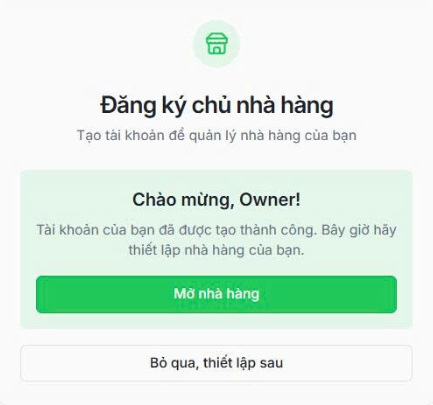 Đăng ký chủ nhà hàng
Tạo tài khoản để quản lý nhà hàng của bạn
Chào mừng, Owner!
Tài khoản của bạn đã được tạo thành công. Bây giờ hãy
thiết lập nhà hàng của bạn.
Mở nhà hàng
Bỏ qua, thiết lập sau